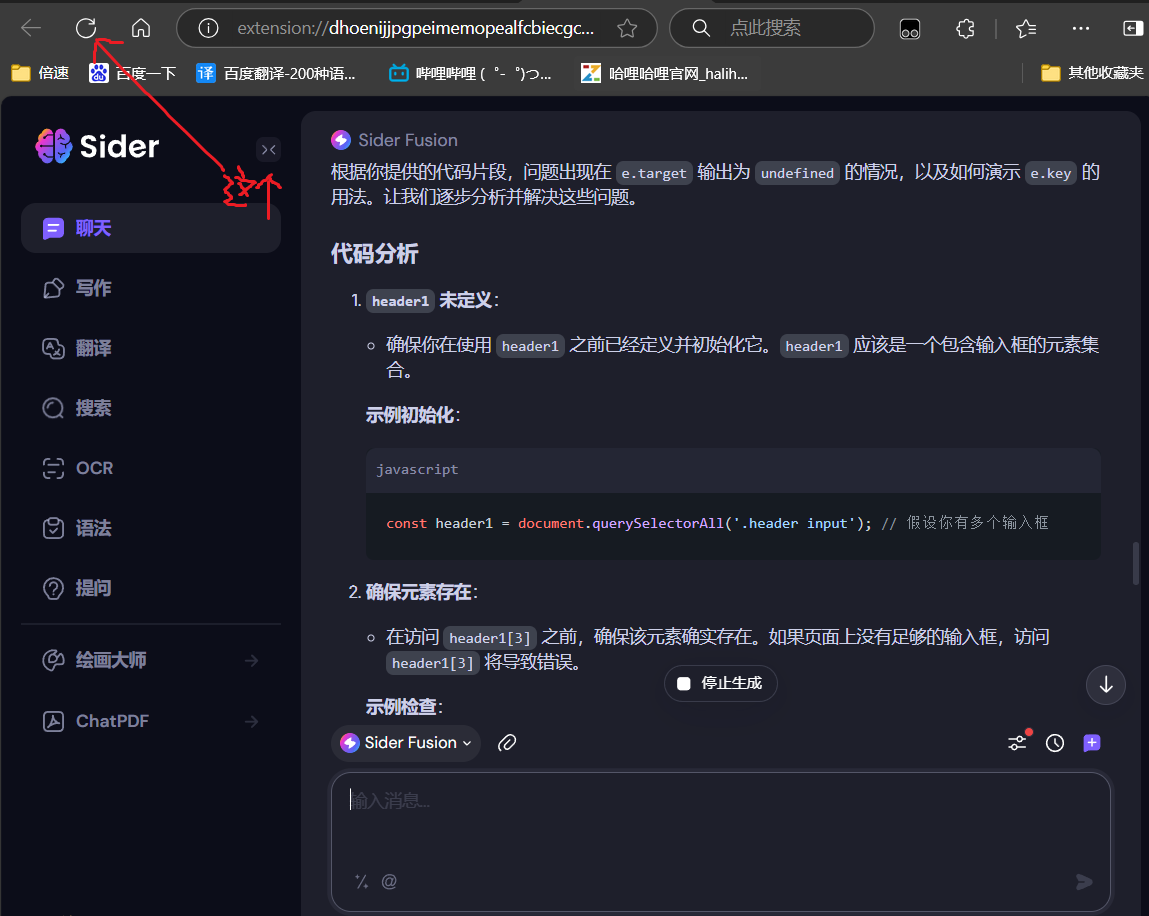 extension://dhoenijjpgpeimemopealfcbiecgc...
点此搜索
倍速
百度一下
译 百度翻译-200种语...
哔哩哔哩 (゜-゜)つ...
哈哩哈哩官网_halih...
其他收藏夹
Sider
聊天
写作
翻译
搜索
OCR
语法
提问
绘画大师
ChatPDF
Sider Fusion
根据你提供的代码片段，问题出现在 e.target 输出为 undefined 的情况，以及如何演示 e.key 的
用法。让我们逐步分析并解决这些问题。
代码分析
1. header1 未定义：
确保你在使用 header1 之前已经定义并初始化它。header1 应该是一个包含输入框的元素集
合。
示例初始化：
javascript
const header1 = document.querySelectorAll('.header input'); // 假设你有多个输入框
2. 确保元素存在：
在访问 header1[3] 之前，确保该元素确实存在。如果页面上没有足够的输入框，访问
header1[3] 将导致错误。
停止生成
示例检查：
Sider Fusion
输入消息...
@